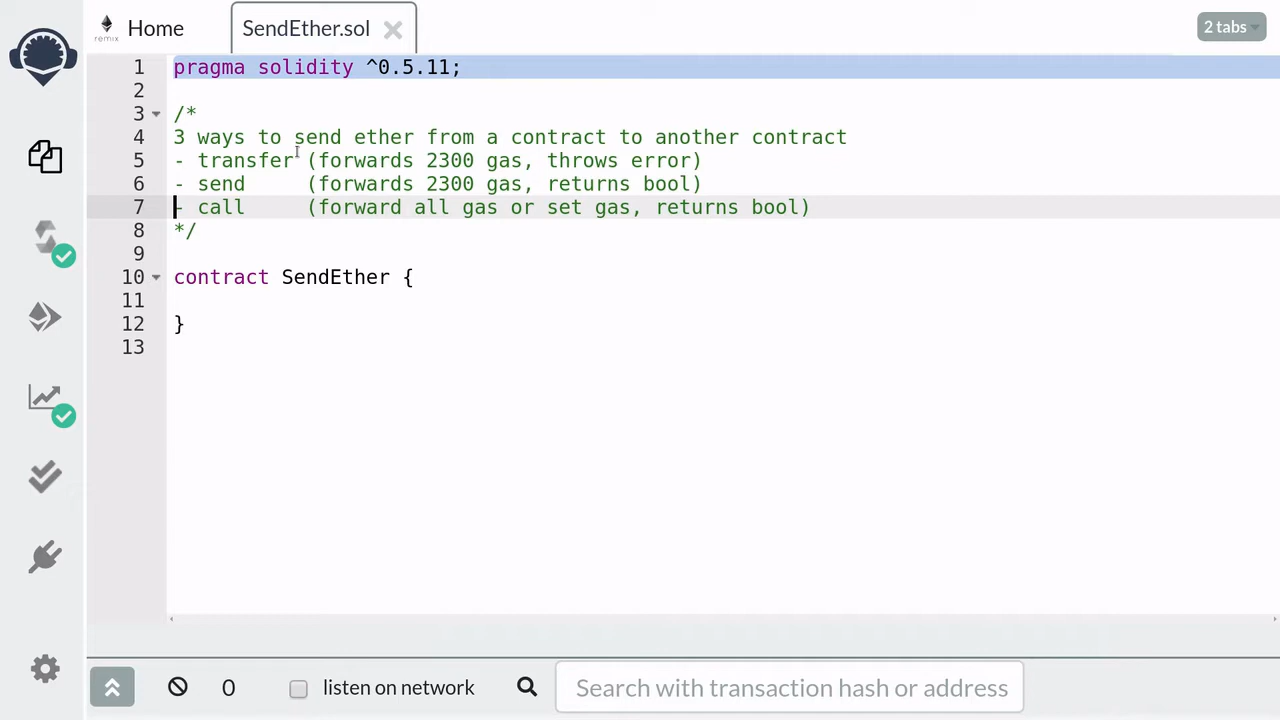 Home
SendEther.sol
2 tabs
remix
1 pragma solidity ^0.5.11;
2
3 /*
4 3 ways to send ether from a contract to another contract
5 - transfer (forwards 2300 gas, throws error)
6 - send     (forwards 2300 gas, returns bool)
7 - call     (forward all gas or set gas, returns bool)
8 */
9
10 contract SendEther {
11
12 }
13
0
listen on network
Search with transaction hash or address